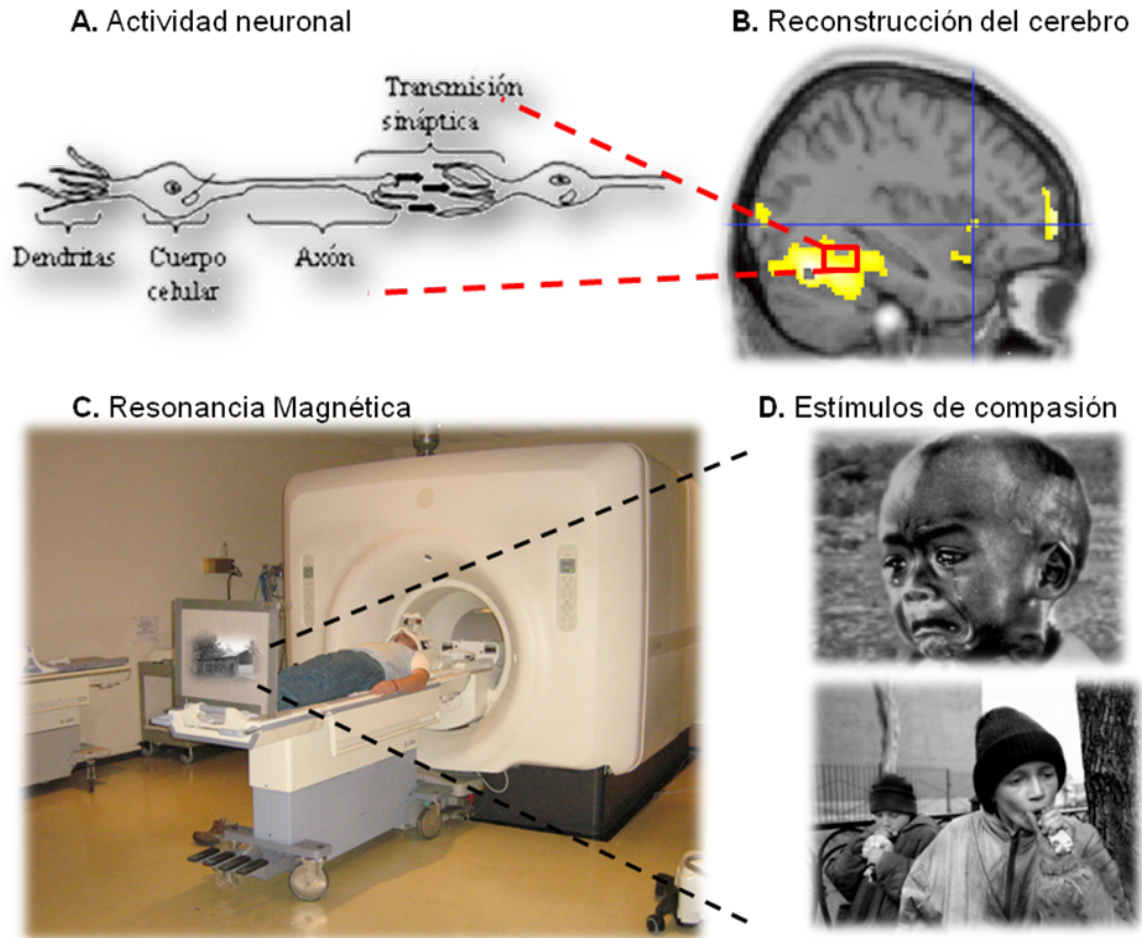 A. Actividad neuronal
B. Reconstrucción del cerebro
Transmisión
sináptica
Dendritas
Cuerpo
celular
Axón
C. Resonancia Magnética
D. Estímulos de compasión